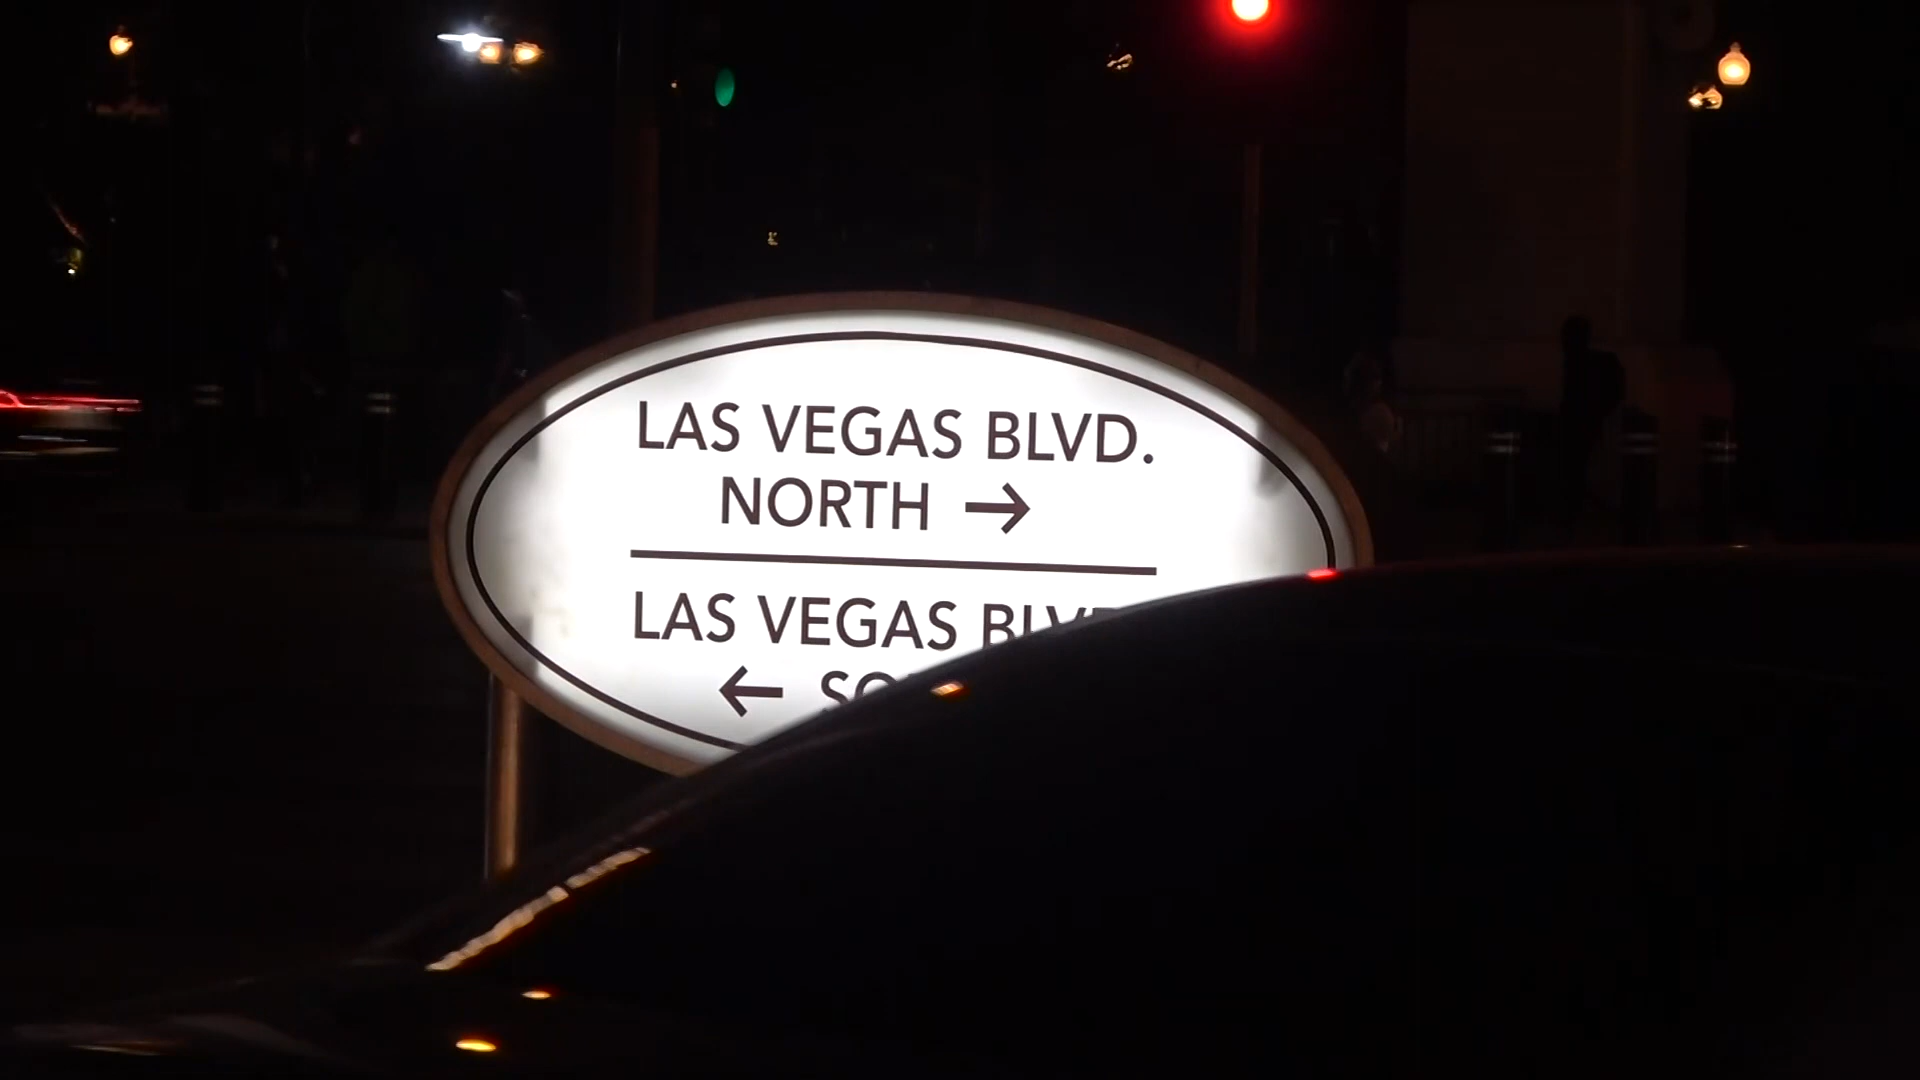 LAS VEGAS BLVD.
NORTH →
LAS VEGAS
←